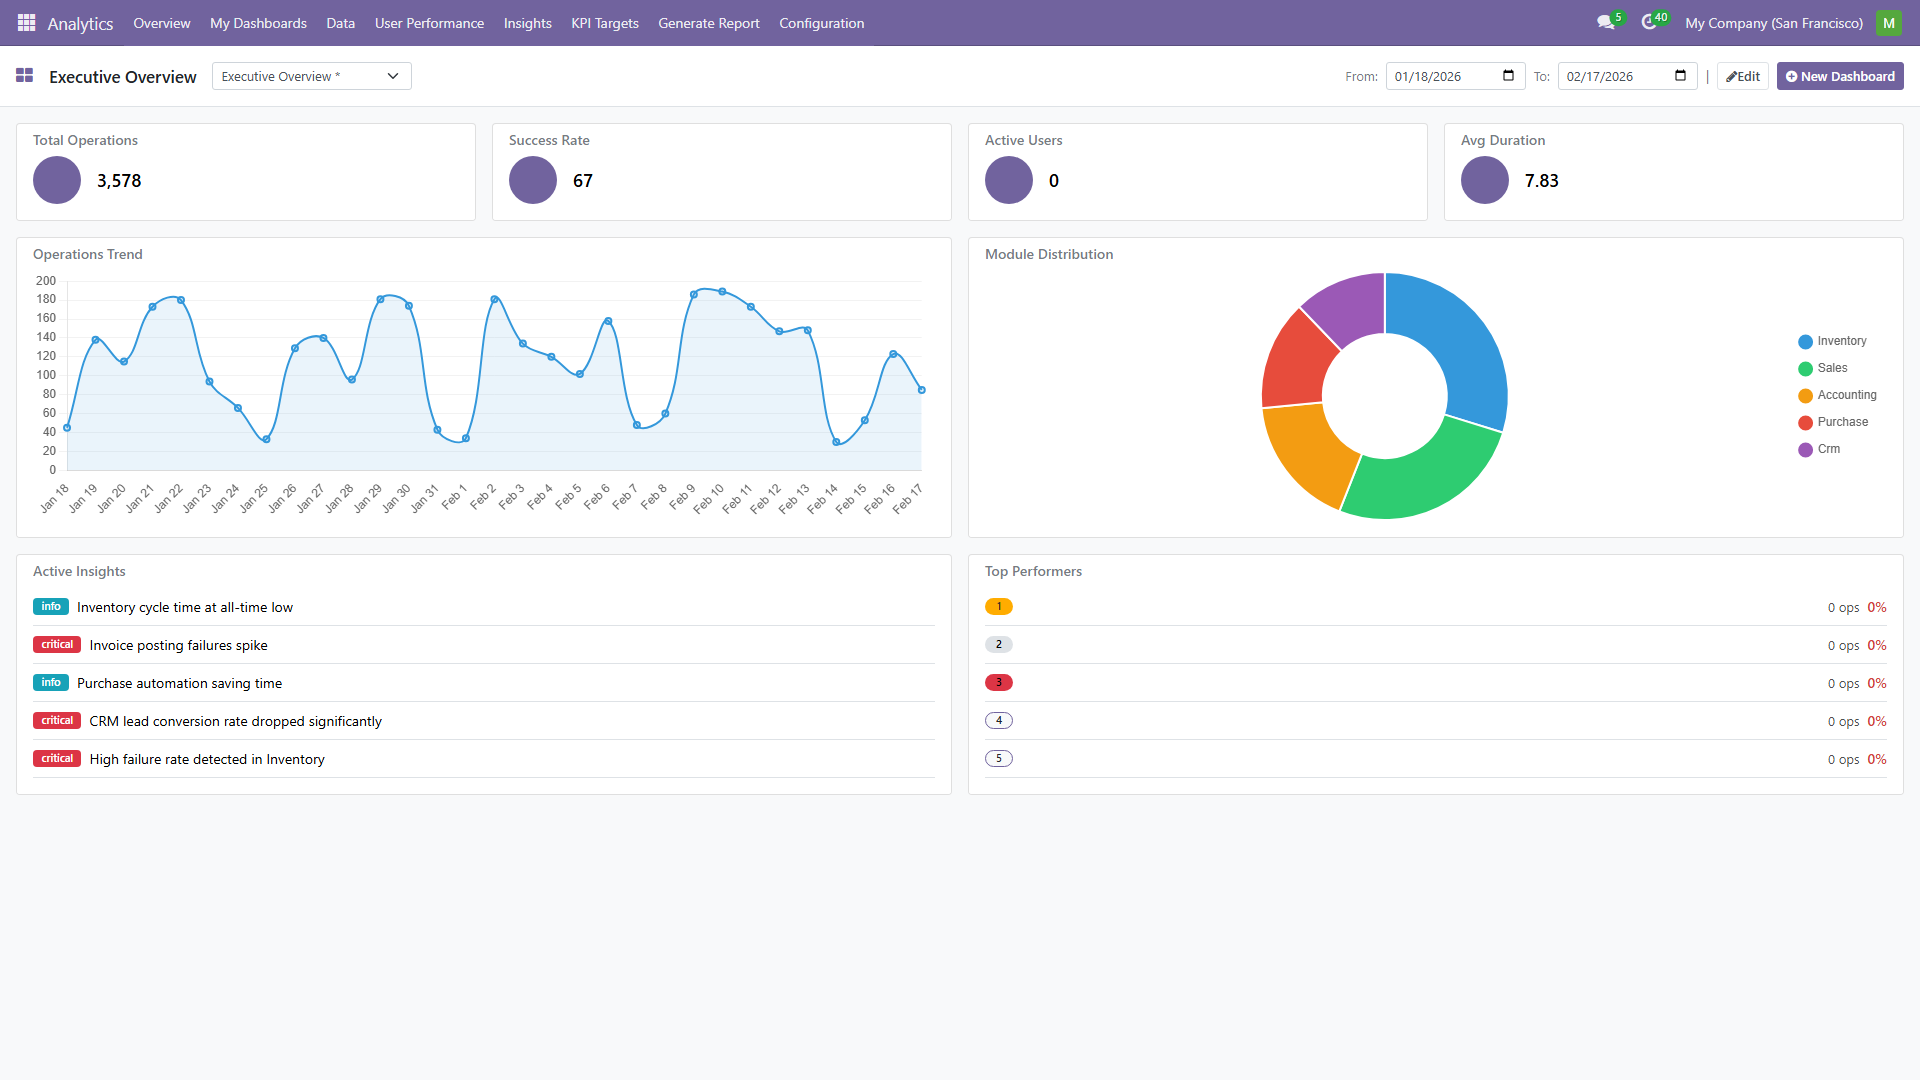 Analytics Overview My Dashboards Data User Performance Insights KPI Targets Generate Report Configuration 5 40 My Company (San Francisco) M
Executive Overview Executive Overview * From: 01/18/2026 To: 02/17/2026 | Edit New Dashboard
Total Operations
3,578
Success Rate
67
Active Users
0
Avg Duration
7.83
Operations Trend
200
180
160
140
120
100
80
60
40
20
0
Jan 18 Jan 19 Jan 20 Jan 21 Jan 22 Jan 23 Jan 24 Jan 25 Jan 26 Jan 27 Jan 28 Jan 29 Jan 30 Jan 31 Feb 1 Feb 2 Feb 3 Feb 4 Feb 5 Feb 6 Feb 7 Feb 8 Feb 9 Feb 10 Feb 11 Feb 12 Feb 13 Feb 14 Feb 15 Feb 16 Feb 17
Module Distribution
Inventory
Sales
Accounting
Purchase
Crm
Active Insights
info Inventory cycle time at all-time low
critical Invoice posting failures spike
info Purchase automation saving time
critical CRM lead conversion rate dropped significantly
critical High failure rate detected in Inventory
Top Performers
1 0 ops 0%
2 0 ops 0%
3 0 ops 0%
4 0 ops 0%
5 0 ops 0%